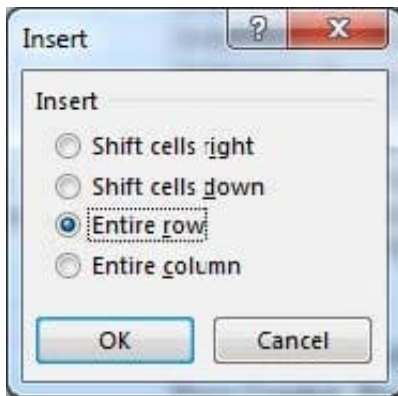 Insert
?
X
Insert
Shift cells right
Shift cells down
Entire row
Entire column
OK
Cancel